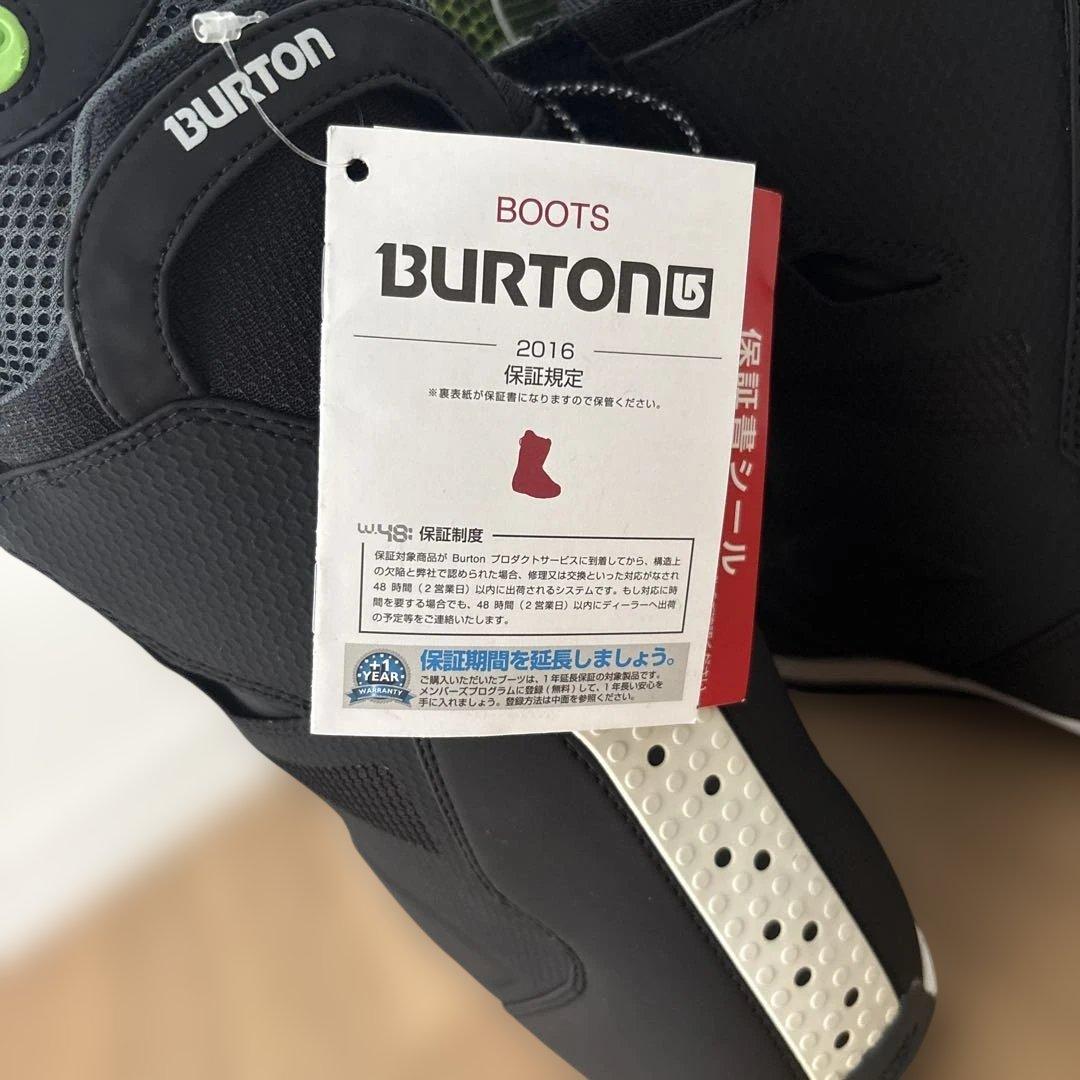 BURTON
BOOTS
BURTON
2016
保証規定
※裏表紙が保証書になりますので保管ください。
W.48: 保証制度
保証対象商品が Burton プロダクトサービスに到着してから、構造上
の欠陥と弊社で認められた場合、修理又は交換といった対応がなされ
48 時間（2 営業日）以内に出荷されるシステムです。もし対応に時
間を要する場合でも、48 時間（2 営業日）以内にディーラーへ出荷
の予定等をご連絡いたします。
+1
YEAR
WARRANTY
保証期間を延長しましょう。
ご購入いただいたブーツは、1 年延長保証の対象製品です。
メンバーズプログラムに登録 (無料) して、1 年長い安心を
手に入れましょう。登録方法は中面を参照ください。
保証書シール